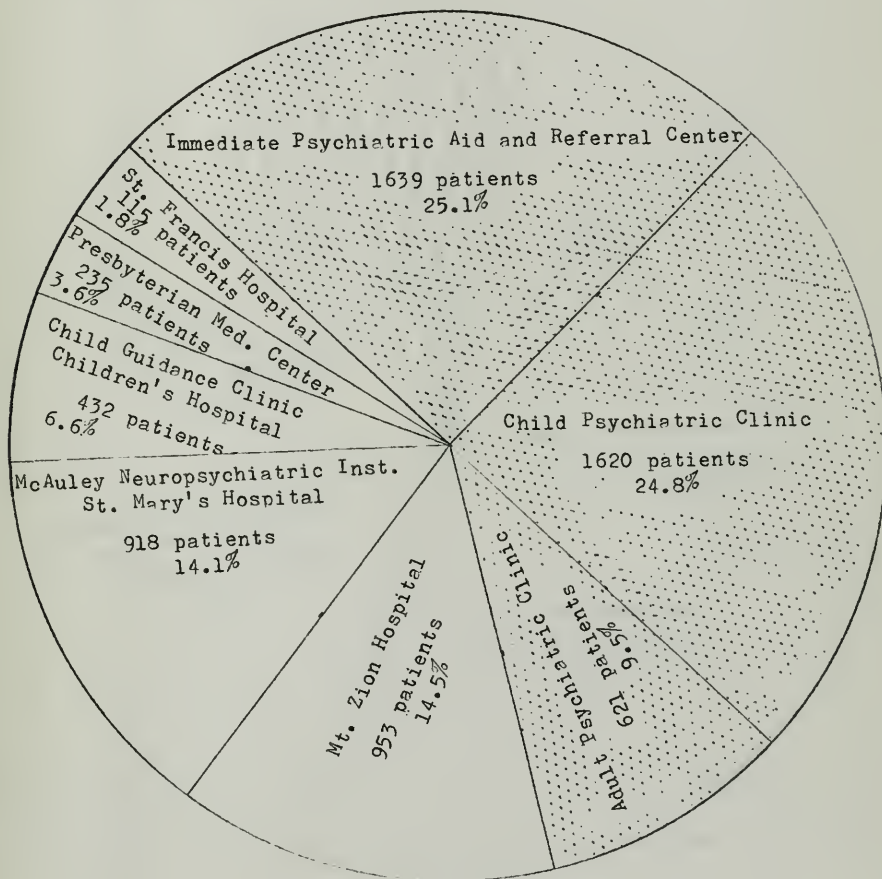 Immediate Psychiatric Aid and Referral Center
1639 patients
25.1%
St. Francis Hospital
115 patients
1.8%
Presbyterian Med. Center
235 patients
3.6%
Child Guidance Clinic
Children's Hospital
432 patients
6.6%
McAuley Neuropsychiatric Inst.
St. Mary's Hospital
918 patients
14.1%
Mt. Zion Hospital
953 patients
14.5%
Adult Psychiatric Clinic
621 patients
9.5%
Child Psychiatric Clinic
1620 patients
24.8%